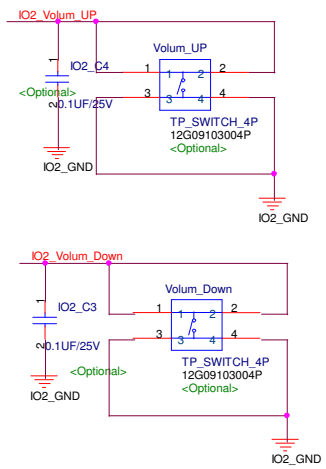 IO2_Volum_UP
Volum_UP
1
IO2_C4
1
1
2
2
<Optional>
2
0.1UF/25V
3
3
4
4
TP_SWITCH_4P
12G09103004P
<Optional>
IO2_GND
IO2_GND
IO2_Volum_Down
Volum_Down
1
IO2_C3
1
1
2
2
2
0.1UF/25V
3
3
4
4
TP_SWITCH_4P
<Optional>
12G09103004P
<Optional>
IO2_GND
IO2_GND